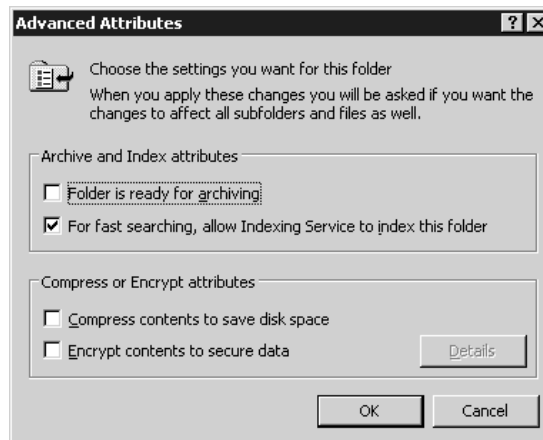 Advanced Attributes
Choose the settings you want for this folder
When you apply these changes you will be asked if you want the
changes to affect all subfolders and files as well.
Archive and Index attributes
Folder is ready for archiving
For fast searching, allow Indexing Service to index this folder
Compress or Encrypt attributes
Compress contents to save disk space
Encrypt contents to secure data
Details
OK
Cancel